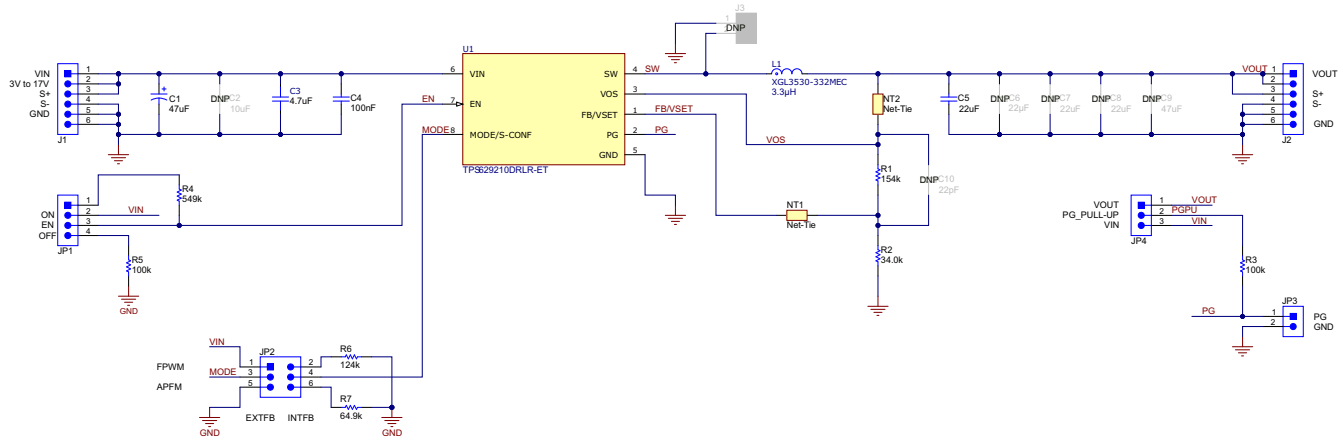 J3
1
2
DNP
U1
VIN
3V to 17V
S+
S-
GND
1
2
3
4
5
6
J1
C1
47uF
DNP
C2
10uF
C3
4.7uF
C4
100nF
6
VIN
EN
7
EN
MODE
8
MODE/S-CONF
SW
4
SW
VOS
3
FB/VSET
1
FB/VSET
PG
2
PG
GND
5
TPS629210DRLR-ET
L1
XGL3530-332MEC
3.3µH
VOS
NT2
Net-Tie
C5
22uF
DNP
C6
22µF
DNP
C7
22uF
DNP
C8
22uF
DNP
C9
47uF
VOUT
1
2
3
4
5
6
VOUT
S+
S-
GND
J2
R1
154k
DNP
C10
22pF
NT1
Net-Tie
R2
34.0k
R4
549k
ON
EN
OFF
1
2
3
4
VIN
JP1
R5
100k
GND
VOUT
PG_PULL-UP
VIN
1
2
3
VOUT
PGPU
VIN
JP4
R3
100k
PG
JP3
1
2
PG
GND
VIN
JP2
FPWM
MODE
APFM
1
3
5
2
4
6
R6
124k
R7
64.9k
GND
EXTFB
INTFB
GND